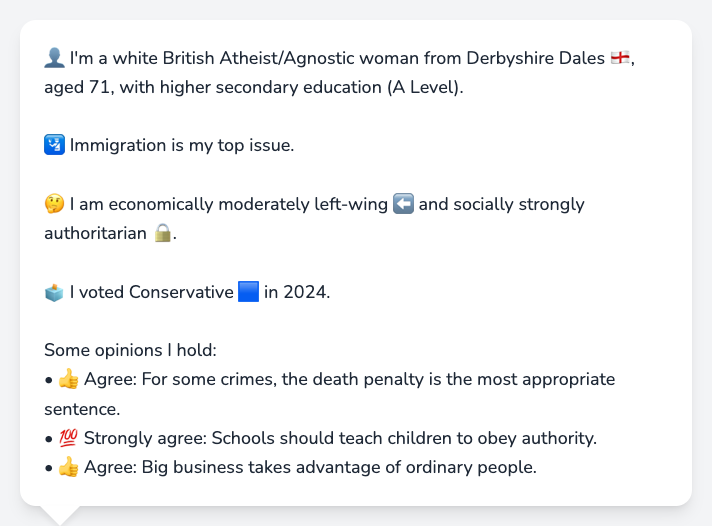 👤 I'm a white British Atheist/Agnostic woman from Derbyshire Dales 🏴󠁧󠁢󠁥󠁮󠁧󠁿,
aged 71, with higher secondary education (A Level).
🛂 Immigration is my top issue.
🤔 I am economically moderately left-wing ⬅️ and socially strongly
authoritarian 🔒.
🗳️ I voted Conservative 🟦 in 2024.
Some opinions I hold:
• 👍 Agree: For some crimes, the death penalty is the most appropriate
sentence.
• 💯 Strongly agree: Schools should teach children to obey authority.
• 👍 Agree: Big business takes advantage of ordinary people.